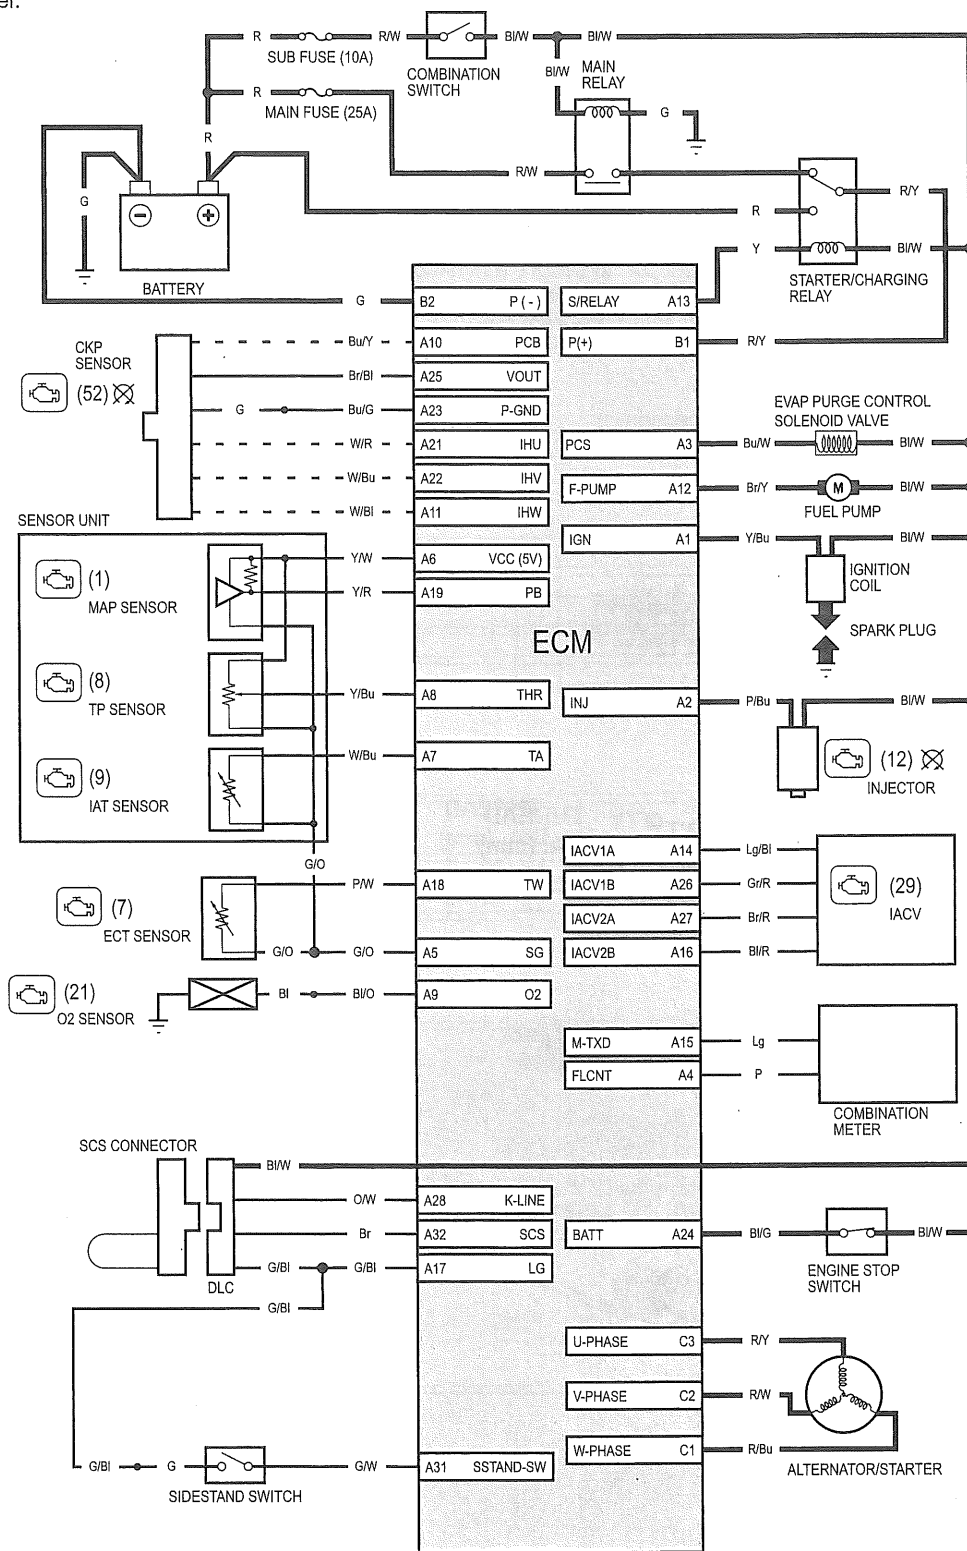 er.
R
SUB FUSE (10A)
R/W
COMBINATION
SWITCH
Bl/W
Bl/W
Bl/W
MAIN
RELAY
R
MAIN FUSE (25A)
G
R
R/W
R/Y
G
R
Y
Bl/W
STARTER/CHARGING
RELAY
BATTERY
G
B2 P ( - )
S/RELAY A13
CKP
SENSOR
(52)
Bu/Y
A10 PCB
P(+) B1
R/Y
Br/Bl
A25 VOUT
G
Bu/G
A23 P-GND
EVAP PURGE CONTROL
SOLENOID VALVE
W/R
A21 IHU
PCS A3
Bu/W
Bl/W
W/Bu
A22 IHV
F-PUMP A12
Br/Y
M
Bl/W
FUEL PUMP
W/Bl
A11 IHW
SENSOR UNIT
IGN A1
Y/Bu
Bl/W
IGNITION
COIL
(1)
MAP SENSOR
Y/W
A6 VCC (5V)
Y/R
A19 PB
SPARK PLUG
ECM
(8)
TP SENSOR
Y/Bu
A8 THR
INJ A2
P/Bu
Bl/W
(9)
IAT SENSOR
W/Bu
A7 TA
(12)
INJECTOR
G/O
IACV1A A14
Lg/Bl
(7)
ECT SENSOR
P/W
A18 TW
IACV1B A26
Gr/R
(29)
IACV
IACV2A A27
Br/R
G/O
G/O
A5 SG
IACV2B A16
Bl/R
(21)
O2 SENSOR
Bl
Bl/O
A9 O2
M-TXD A15
Lg
FLCNT A4
P
COMBINATION
METER
SCS CONNECTOR
Bl/W
O/W
A28 K-LINE
Br
A32 SCS
BATT A24
Bl/G
Bl/W
G/Bl
G/Bl
A17 LG
DLC
ENGINE STOP
SWITCH
G/Bl
U-PHASE C3
R/Y
V-PHASE C2
R/W
W-PHASE C1
R/Bu
ALTERNATOR/STARTER
G/Bl
G
G/W
A31 SSTAND-SW
SIDESTAND SWITCH